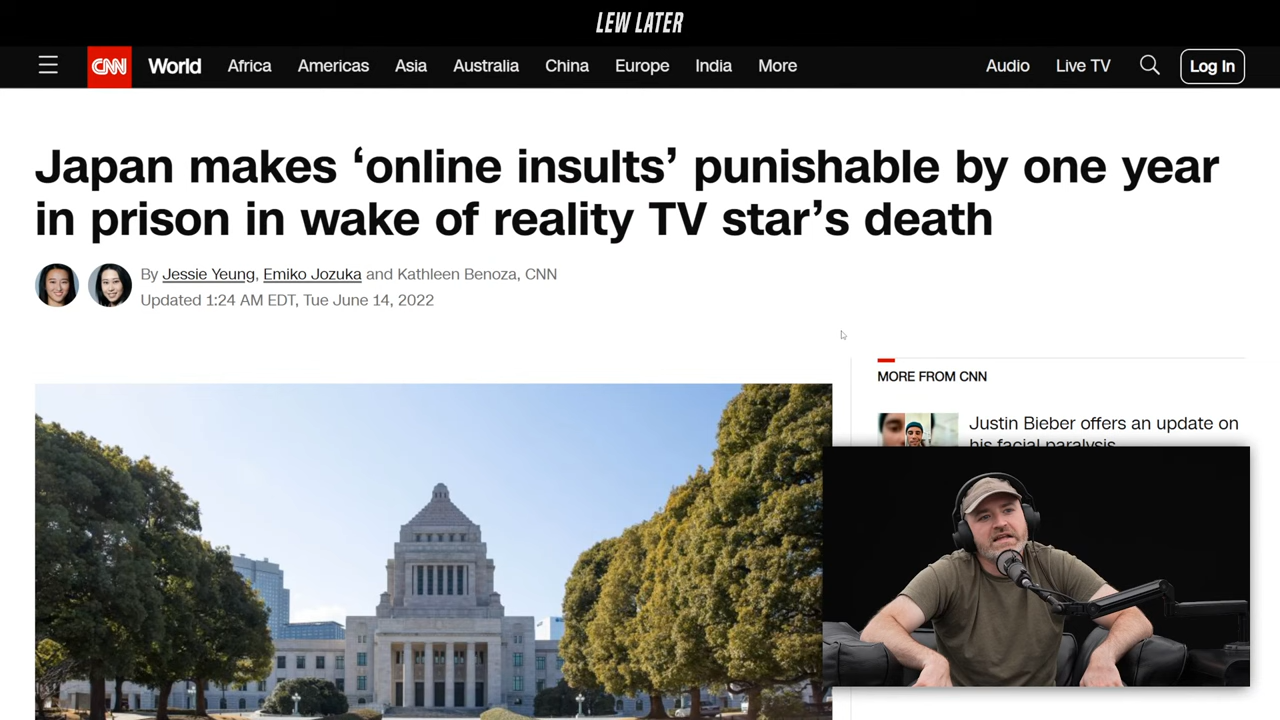 LEW LATER
CNN World Africa Americas Asia Australia China Europe India More Audio Live TV Log In
Japan makes ‘online insults’ punishable by one year
in prison in wake of reality TV star’s death
By Jessie Yeung, Emiko Jozuka and Kathleen Benoza, CNN
Updated 1:24 AM EDT, Tue June 14, 2022
MORE FROM CNN
Justin Bieber offers an update on
his facial paralysis